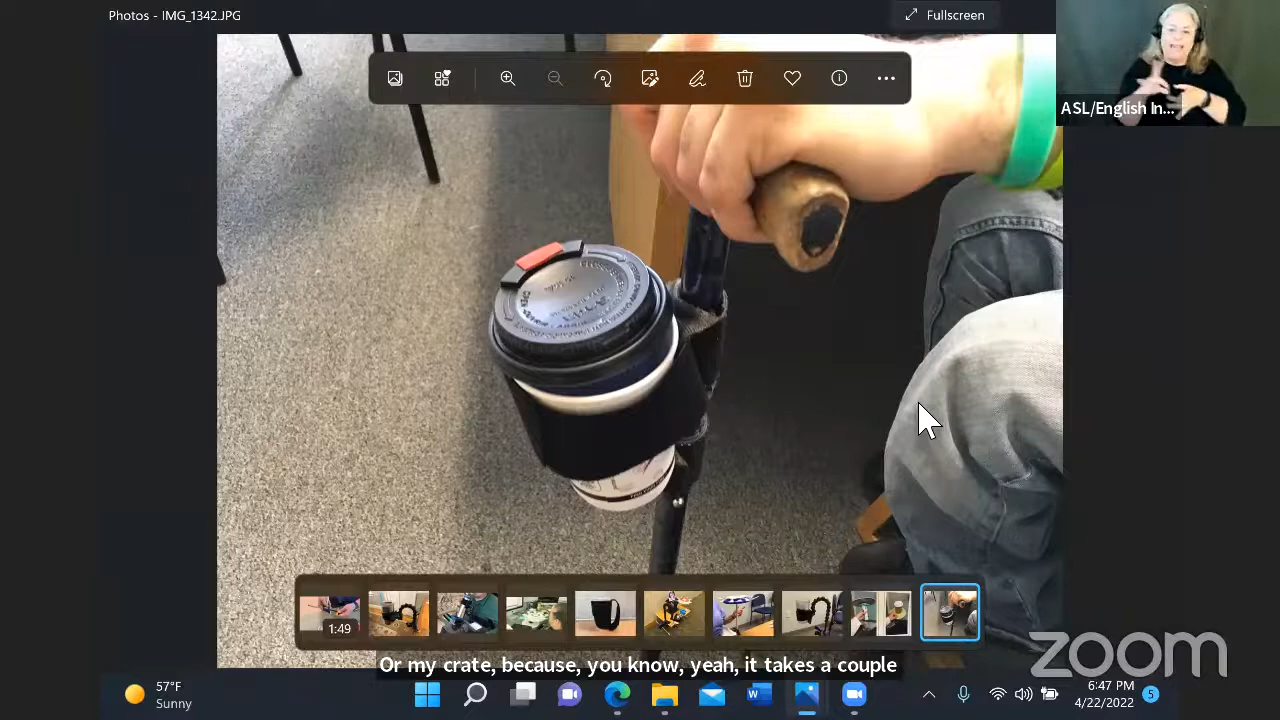 Photos - IMG_1342.JPG
Fullscreen
ASL/English In...
OPEN
1:49
Or my crate, because, you know, yeah, it takes a couple
zoom
57°F
Sunny
6:47 PM
4/22/2022
5